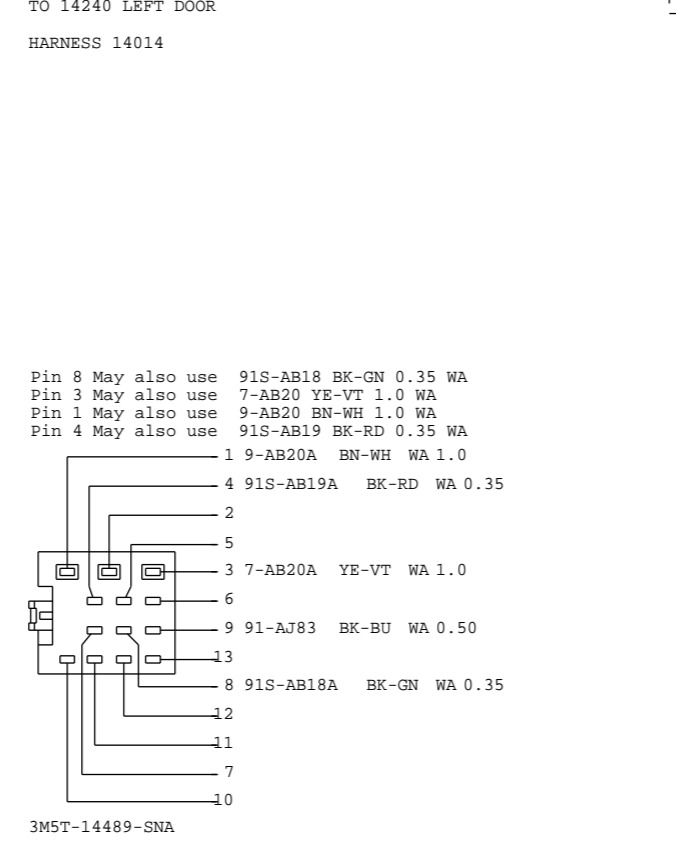 TO 14240 LEFT DOOR
HARNESS 14014
Pin 8 May also use 91S-AB18 BK-GN 0.35 WA
Pin 3 May also use 7-AB20 YE-VT 1.0 WA
Pin 1 May also use 9-AB20 BN-WH 1.0 WA
Pin 4 May also use 91S-AB19 BK-RD 0.35 WA
1 9-AB20A BN-WH WA 1.0
4 91S-AB19A BK-RD WA 0.35
2
5
3 7-AB20A YE-VT WA 1.0
6
9 91-AJ83 BK-BU WA 0.50
13
8 91S-AB18A BK-GN WA 0.35
12
11
7
10
3M5T-14489-SNA